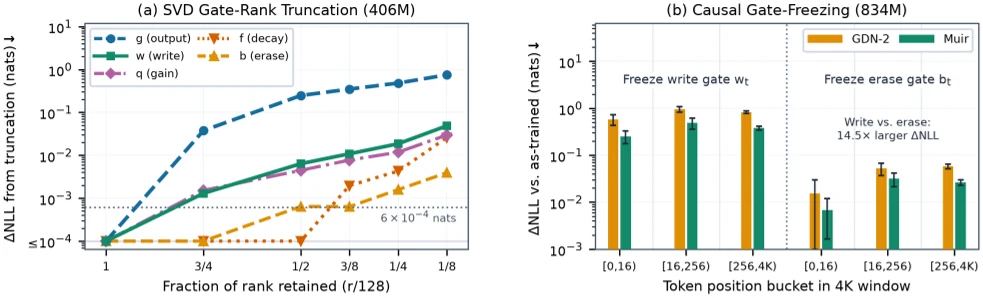 (a) SVD Gate-Rank Truncation (406M)
ΔNLL from truncation (nats)↓
10¹
10⁰
10⁻¹
10⁻²
10⁻³
≤10⁻⁴
g (output)
w (write)
q (gain)
f (decay)
b (erase)
6 × 10⁻⁴ nats
1
3/4
1/2
3/8
1/4
1/8
Fraction of rank retained (r/128)
(b) Causal Gate-Freezing (834M)
ΔNLL vs. as-trained (nats)↓
10¹
10⁰
10⁻¹
10⁻²
10⁻³
GDN-2
Muir
Freeze write gate wₜ
Freeze erase gate bₜ
Write vs. erase:
14.5× larger ΔNLL
[0,16)
[16,256)
[256,4K)
[0,16)
[16,256)
[256,4K)
Token position bucket in 4K window